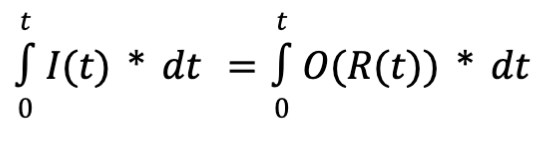 t t
∫ I(t) * dt = ∫ O(R(t)) * dt
0 0